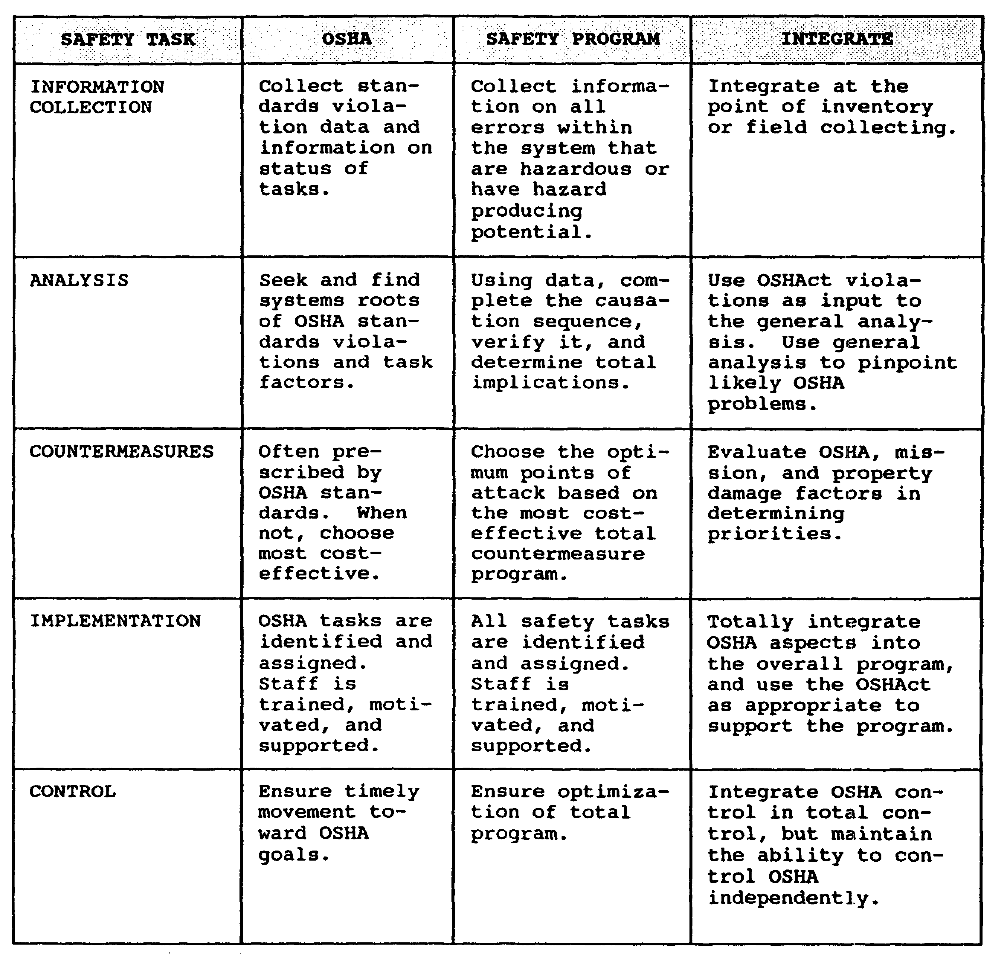 SAFETY TASK
OSHA
SAFETY PROGRAM
INTEGRATE
INFORMATION
COLLECTION
Collect stan-
dards viola-
tion data and
information on
status of
tasks.
Collect informa-
tion on all
errors within
the system that
are hazardous or
have hazard
producing
potential.
Integrate at the
point of inventory
or field collecting.
ANALYSIS
Seek and find
systems roots
of OSHA stan-
dards viola-
tions and task
factors.
Using data, com-
plete the causa-
tion sequence,
verify it, and
determine total
implications.
Use OSHAct viola-
tions as input to
the general analy-
sis.  Use general
analysis to pinpoint
likely OSHA
problems.
COUNTERMEASURES
Often pre-
scribed by
OSHA stan-
dards.  When
not, choose
most cost-
effective.
Choose the opti-
mum points of
attack based on
the most cost-
effective total
countermeasure
program.
Evaluate OSHA, mis-
sion, and property
damage factors in
determining
priorities.
IMPLEMENTATION
OSHA tasks are
identified and
assigned.
Staff is
trained, moti-
vated, and
supported.
All safety tasks
are identified
and assigned.
Staff is
trained, moti-
vated, and
supported.
Totally integrate
OSHA aspects into
the overall program,
and use the OSHAct
as appropriate to
support the program.
CONTROL
Ensure timely
movement to-
ward OSHA
goals.
Ensure optimiza-
tion of total
program.
Integrate OSHA con-
trol in total con-
trol, but maintain
the ability to con-
trol OSHA
independently.